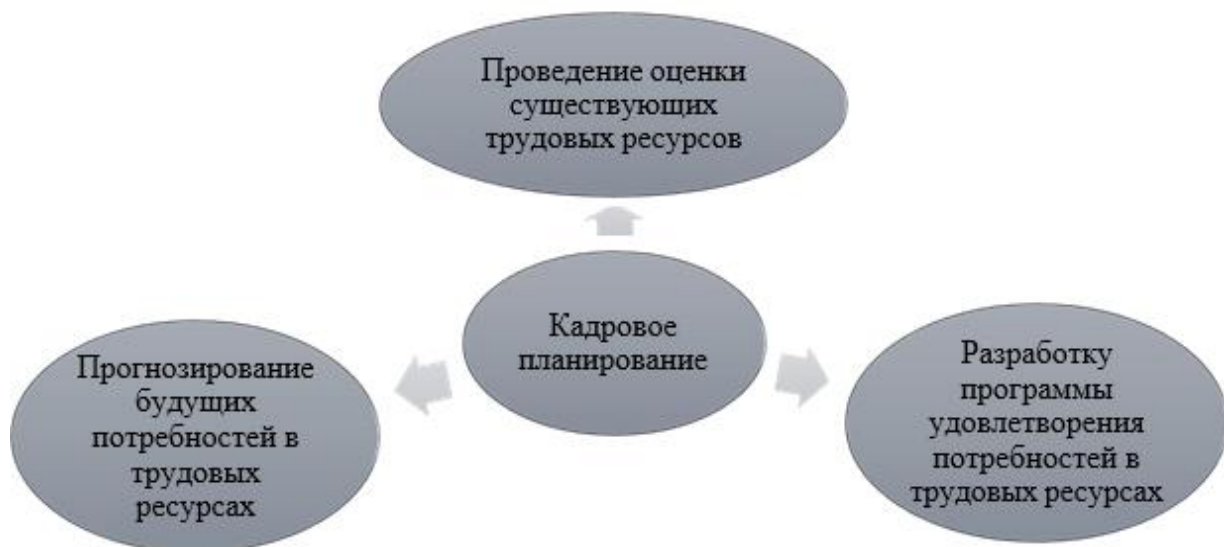 Проведение оценки
существующих
трудовых ресурсов
Кадровое
планирование
Прогнозирование
будущих
потребностей в
трудовых
ресурсах
Разработку
программы
удовлетворения
потребностей в
трудовых ресурсах